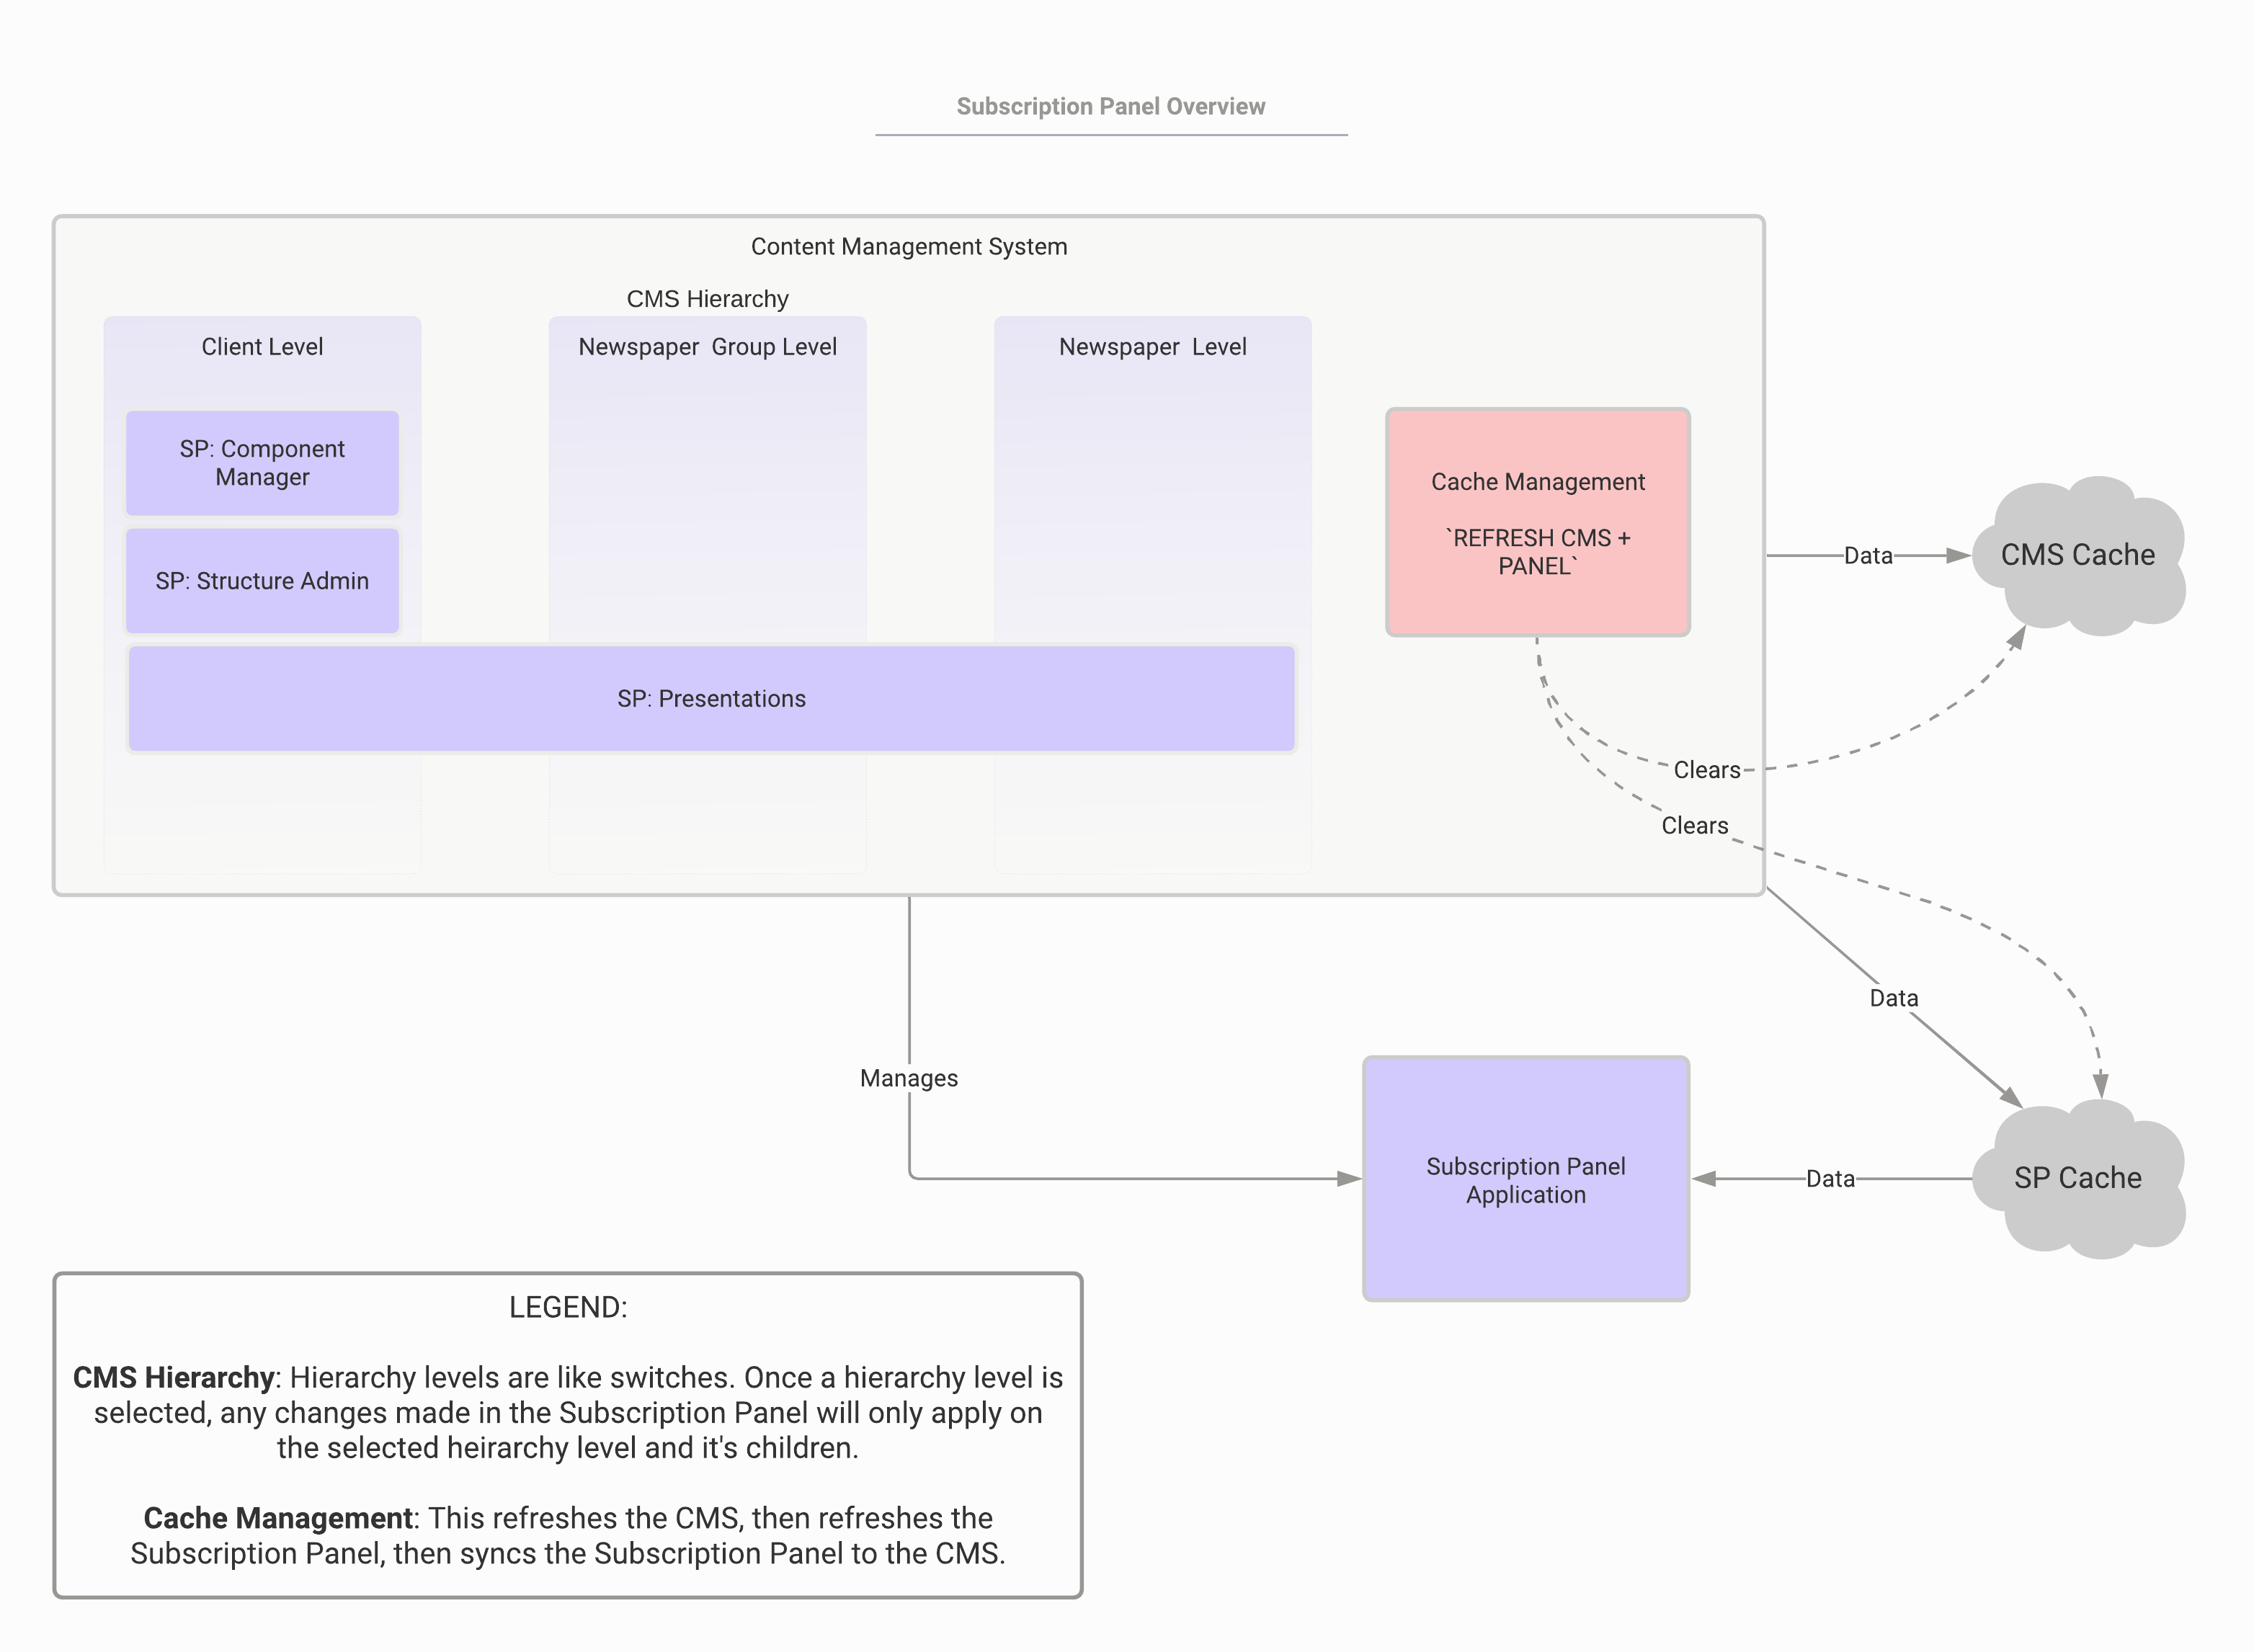 Subscription Panel Overview
Content Management System
CMS Hierarchy
Client Level
Newspaper  Group Level
Newspaper  Level
SP: Component
Manager
SP: Structure Admin
SP: Presentations
Cache Management
`REFRESH CMS +
PANEL`
Data
CMS Cache
Clears
Clears
Data
Manages
Subscription Panel
Application
Data
SP Cache
LEGEND:
CMS Hierarchy: Hierarchy levels are like switches. Once a hierarchy level is
selected, any changes made in the Subscription Panel will only apply on
the selected heirarchy level and it's children.
Cache Management: This refreshes the CMS, then refreshes the
Subscription Panel, then syncs the Subscription Panel to the CMS.